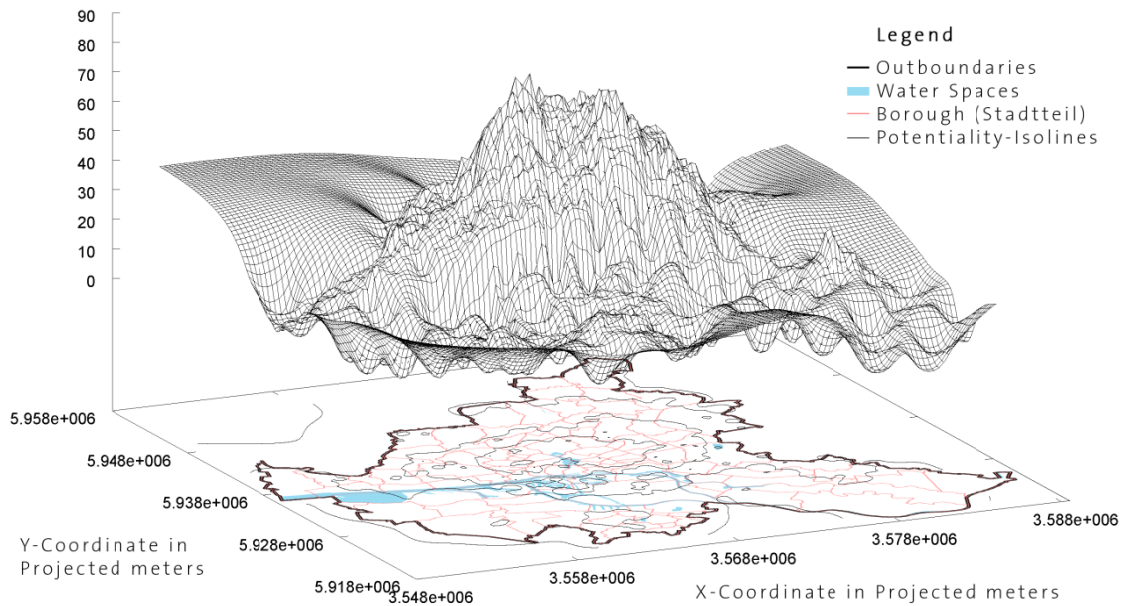 90
80
70
60
50
40
30
20
10
0
Legend
Outboundaries
Water Spaces
Borough (Stadtteil)
Potentiality-Isolines
5.958e+006
5.948e+006
5.938e+006
5.928e+006
5.918e+006
Y-Coordinate in
Projected meters
3.548e+006
3.558e+006
3.568e+006
3.578e+006
3.588e+006
X-Coordinate in Projected meters